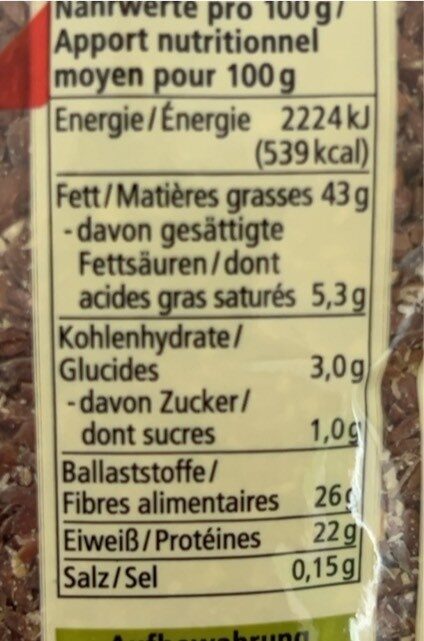 Nährwerte pro 100 g/
Apport nutritionnel
moyen pour 100 g
Energie/Énergie 2224 kJ
(539 kcal)
Fett/Matières grasses 43 g
-davon gesättigte
Fettsäuren/dont
acides gras saturés 5,3 g
Kohlenhydrate/
Glucides 3,0 g
-davon Zucker/
dont sucres 1,0 g
Ballaststoffe/
Fibres alimentaires 26 g
Eiweiß/Protéines 22 g
Salz/Sel 0,15 g
Aufbewahrung